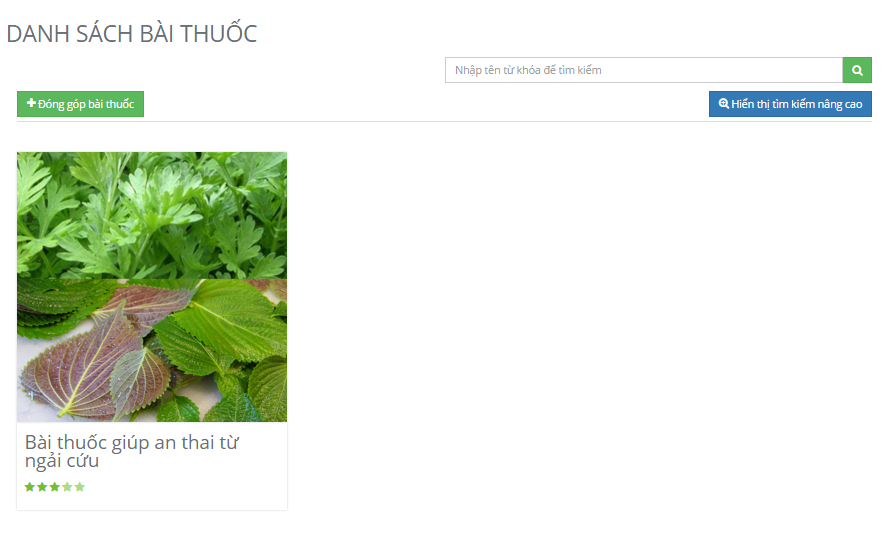 DANH SÁCH BÀI THUỐC
Nhập tên từ khóa để tìm kiếm
Đóng góp bài thuốc
Hiển thị tìm kiếm nâng cao
Bài thuốc giúp an thai từ
ngải cứu